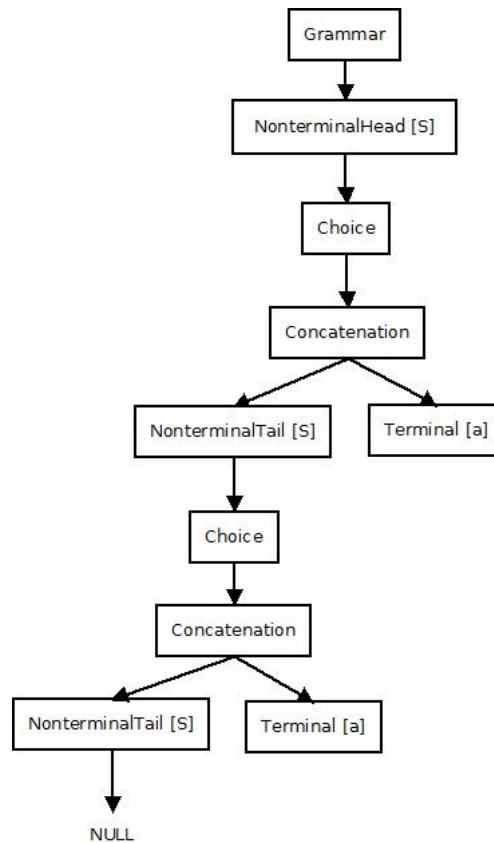 Grammar
NonterminalHead [S]
Choice
Concatenation
NonterminalTail [S]
Terminal [a]
Choice
Concatenation
NonterminalTail [S]
Terminal [a]
NULL